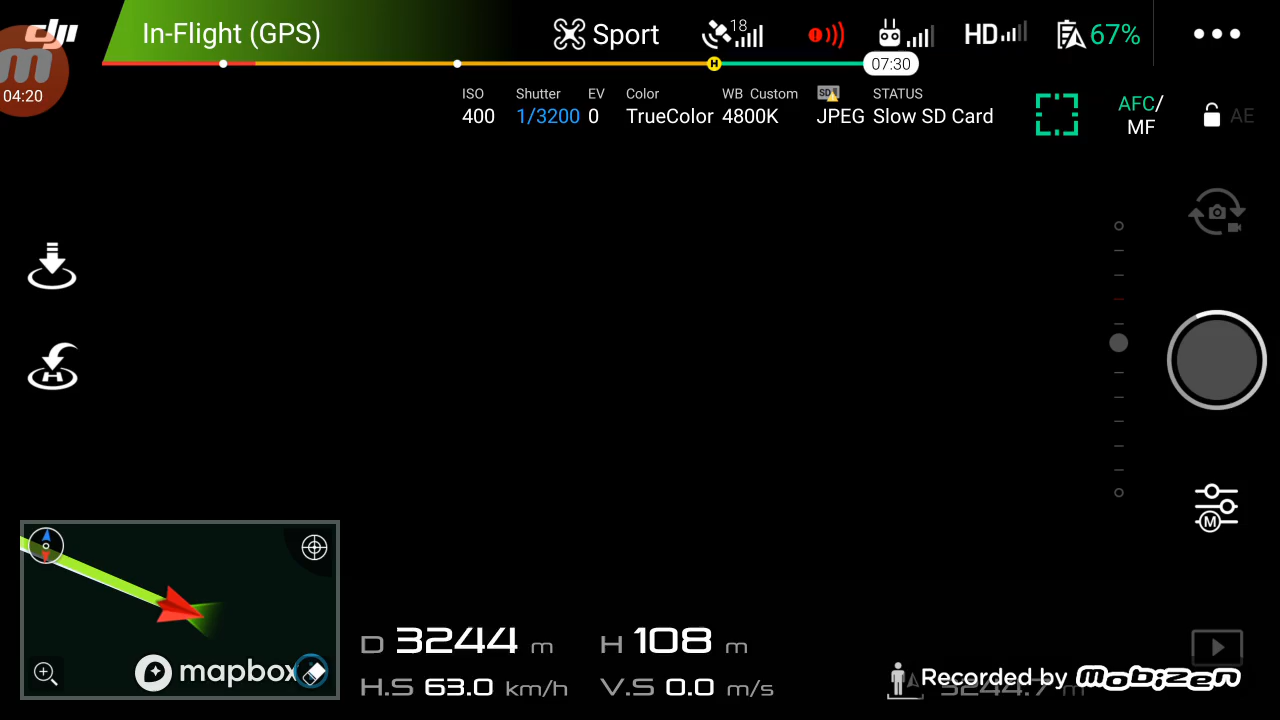 dji In-Flight (GPS) Sport 18 HD 67%
M
04:20
H 07:30
ISO Shutter EV Color WB Custom SD STATUS AFC/ AE
400 1/3200 0 TrueColor 4800K JPEG Slow SD Card MF
H
M
D 3244 m H 108 m
mapbox
H.S 63.0 km/h V.S 0.0 m/s
3244.7 m
Recorded by mobizen